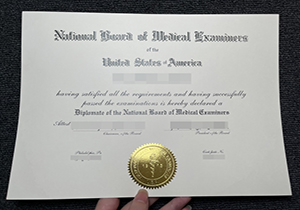 National Board of Medical Examiners
of the
United States of America
having satisfied all the requirements and having successfully
passed the examinations is hereby declared a
Diplomate of the National Board of Medical Examiners
Attest